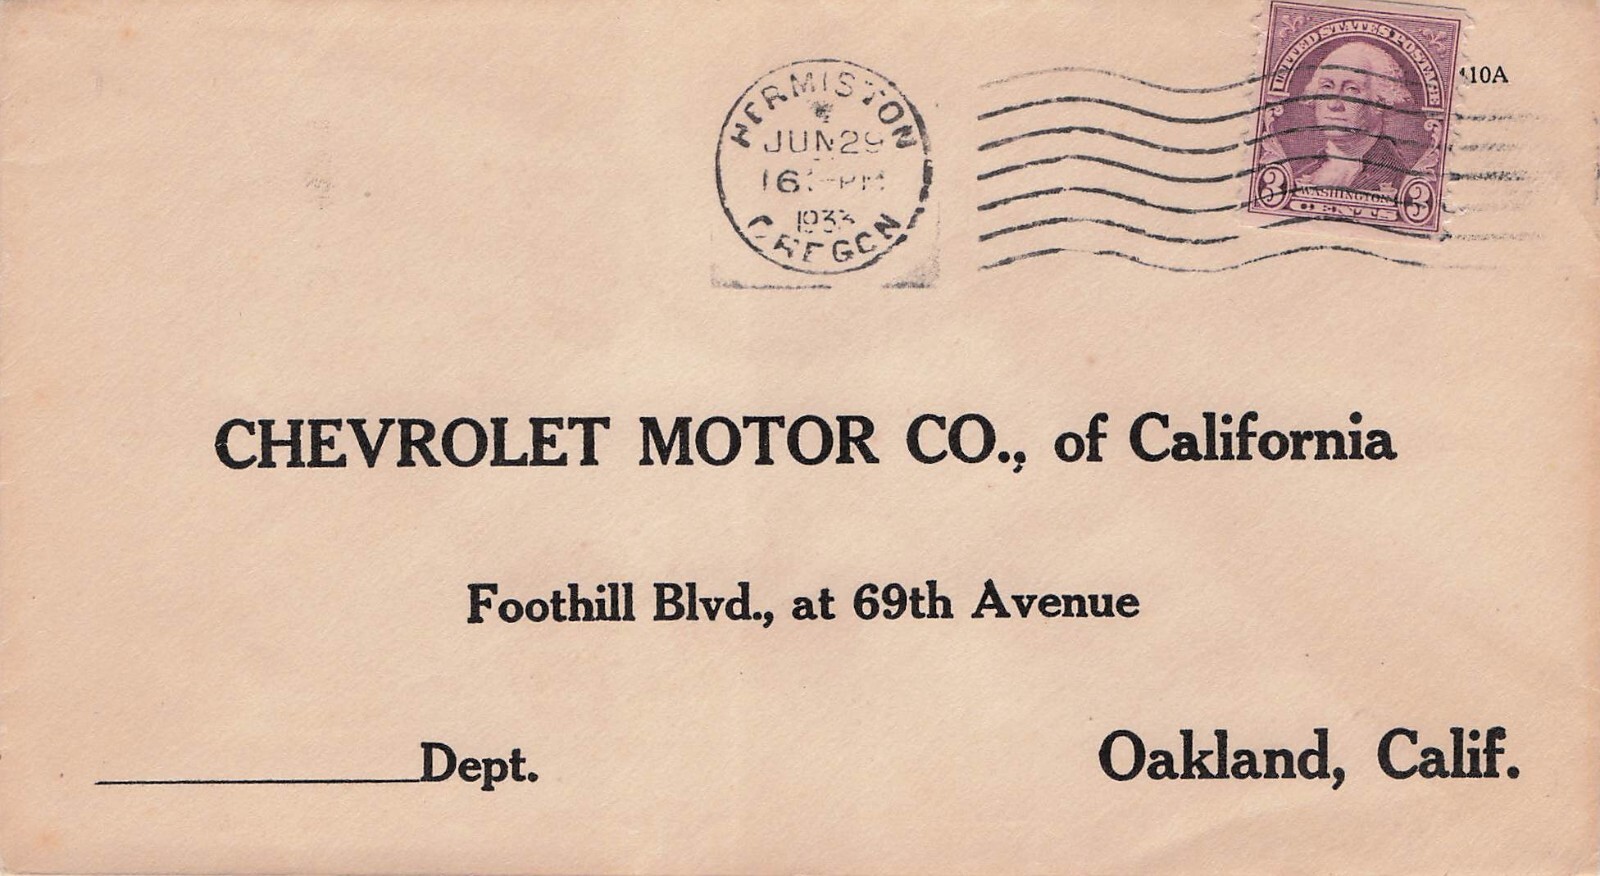 HERMISTON
JUN 29
PM
1933
OREGON
UNITED STATES POSTAGE
3 WASHINGTON 3
CENTS
10A
CHEVROLET MOTOR CO., of California
Foothill Blvd., at 69th Avenue
Dept.
Oakland, Calif.